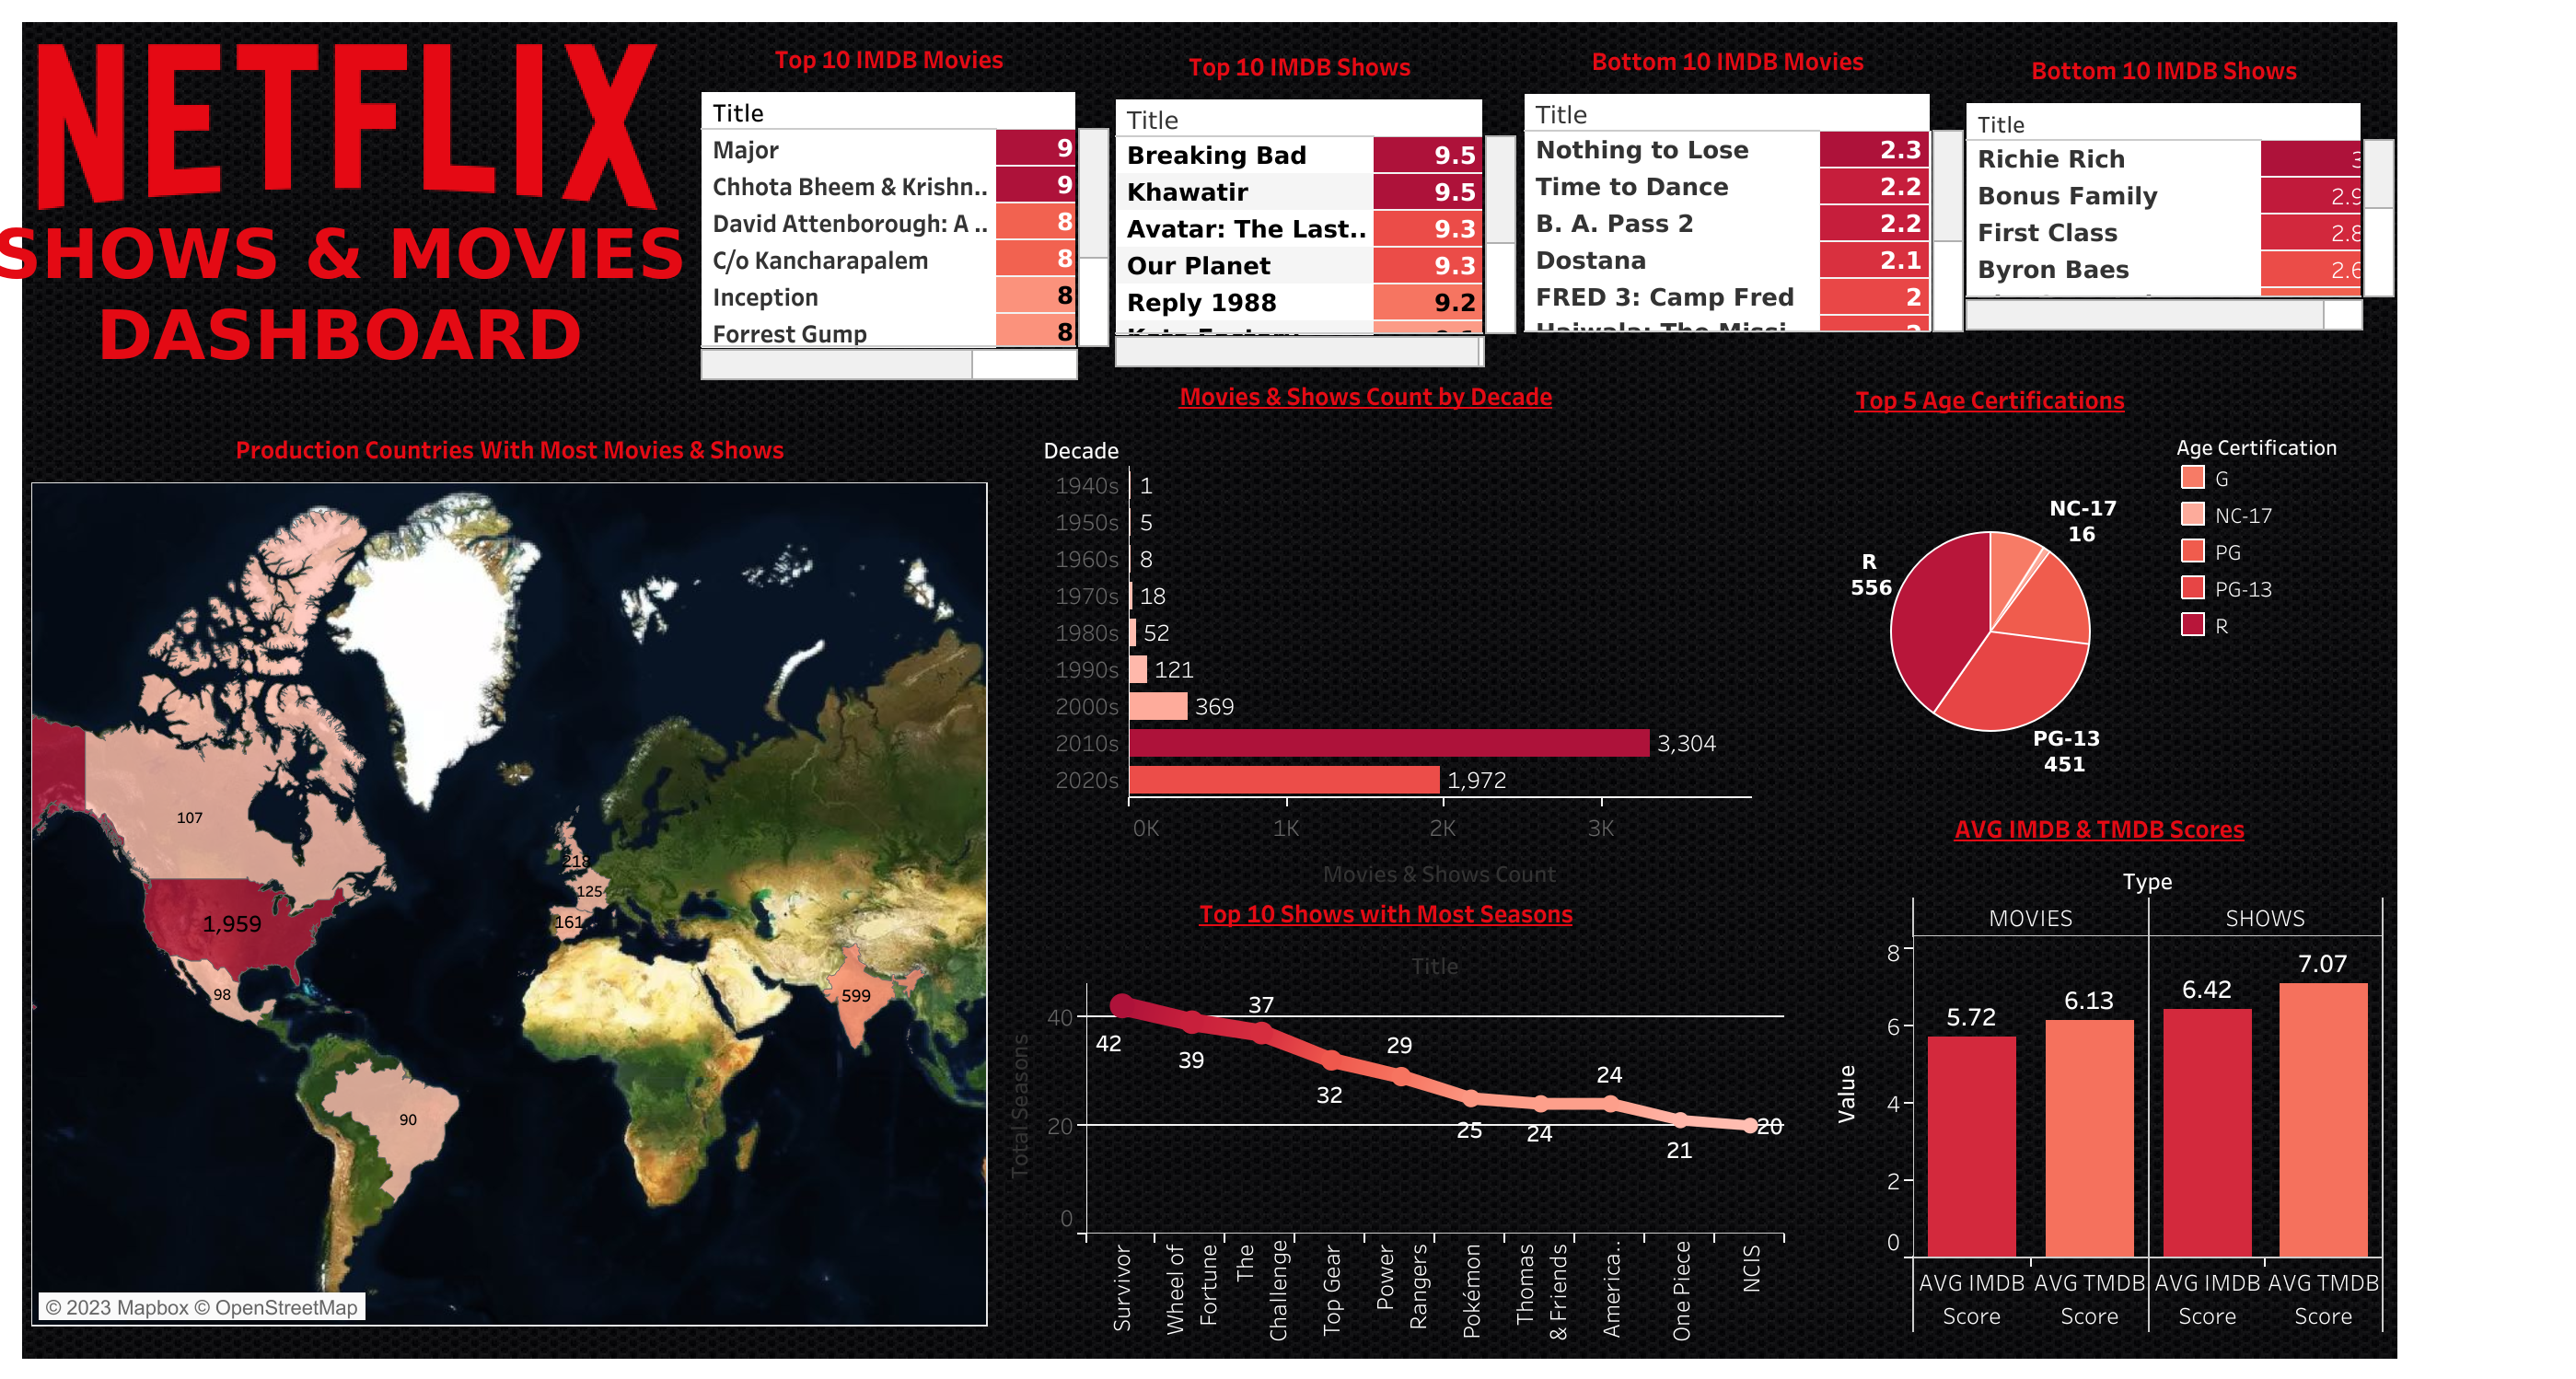 NETFLIX
SHOWS & MOVIES
DASHBOARD
Top 10 IMDB Movies
Title
Major 9
Chhota Bheem & Krishn.. 9
David Attenborough: A .. 8
C/o Kancharapalem 8
Inception 8
Forrest Gump 8
Top 10 IMDB Shows
Title
Breaking Bad 9.5
Khawatir 9.5
Avatar: The Last.. 9.3
Our Planet 9.3
Reply 1988 9.2
Bottom 10 IMDB Movies
Title
Nothing to Lose 2.3
Time to Dance 2.2
B. A. Pass 2 2.2
Dostana 2.1
FRED 3: Camp Fred 2
Bottom 10 IMDB Shows
Title
Richie Rich 3
Bonus Family 2.9
First Class 2.8
Byron Baes 2.6
Production Countries With Most Movies & Shows
107
1,959
98
90
218
125
161
599
© 2023 Mapbox © OpenStreetMap
Movies & Shows Count by Decade
Decade
1940s 1
1950s 5
1960s 8
1970s 18
1980s 52
1990s 121
2000s 369
2010s 3,304
2020s 1,972
0K 1K 2K 3K
Movies & Shows Count
Top 5 Age Certifications
Age Certification
G
NC-17
PG
PG-13
R
NC-17
16
R
556
PG-13
451
Top 10 Shows with Most Seasons
Title
Total Seasons
40
20
0
42
39
37
32
29
25
24
24
21
20
Survivor
Wheel of
Fortune
The
Challenge
Top Gear
Power
Rangers
Pokémon
Thomas
& Friends
America..
One Piece
NCIS
AVG IMDB & TMDB Scores
Type
MOVIES SHOWS
Value
8
6
4
2
0
5.72
6.13
6.42
7.07
AVG IMDB
Score
AVG TMDB
Score
AVG IMDB
Score
AVG TMDB
Score